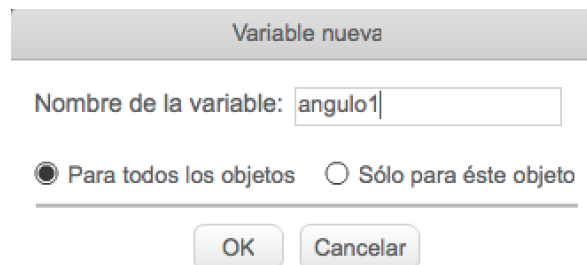 Variable nueva
Nombre de la variable: angulo1
Para todos los objetos Sólo para éste objeto
OK Cancelar